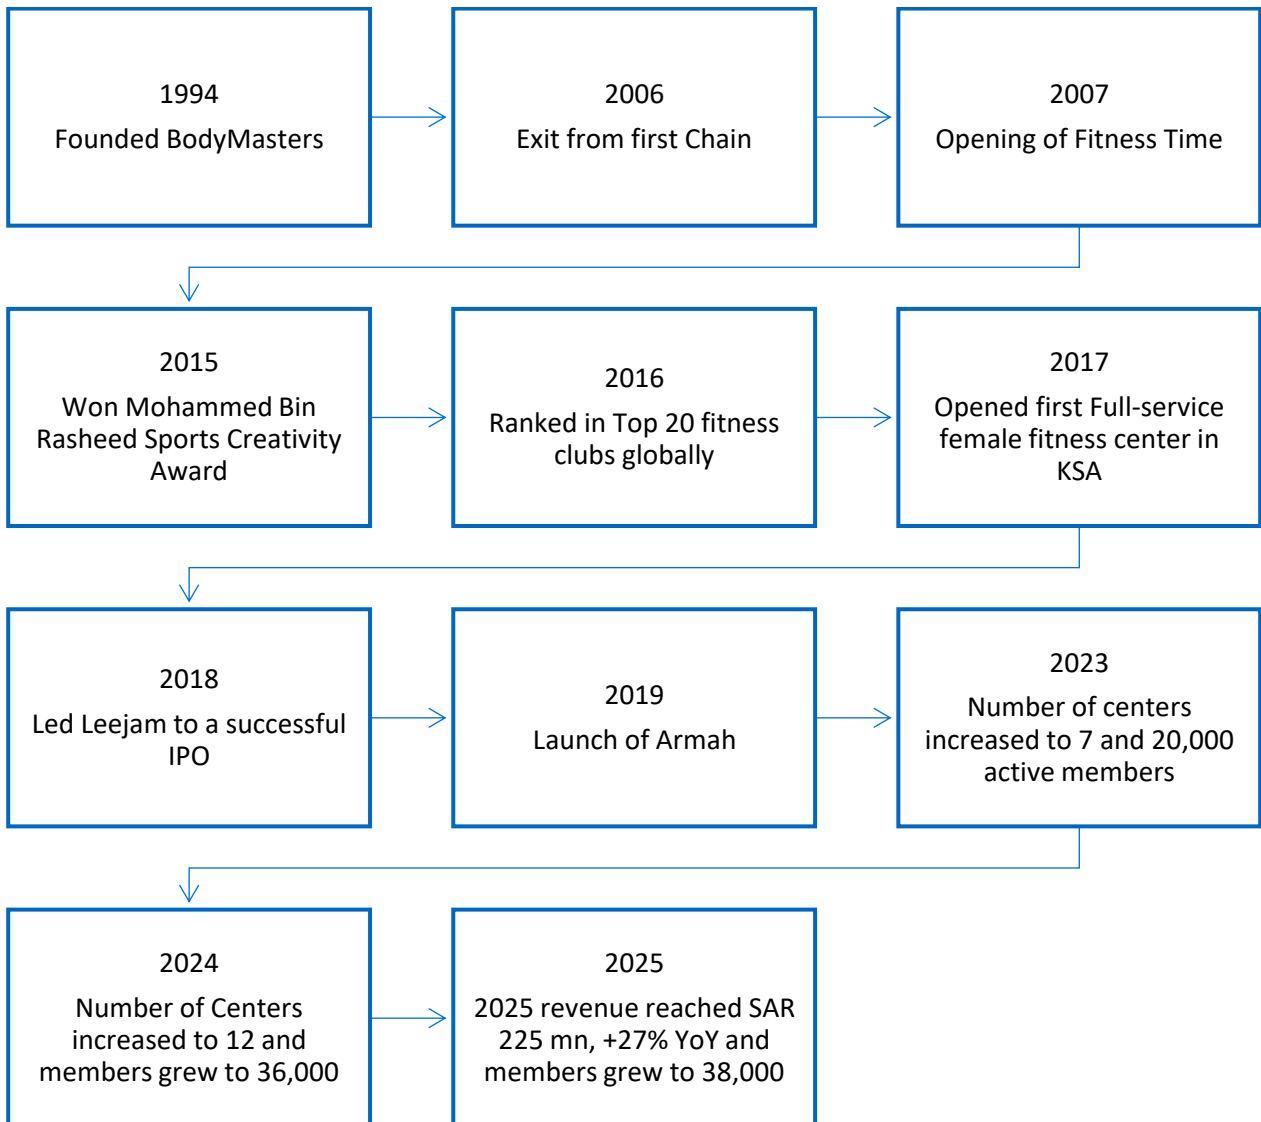 1994
Founded BodyMasters
2006
Exit from first Chain
2007
Opening of Fitness Time
2015
Won Mohammed Bin
Rasheed Sports Creativity
Award
2016
Ranked in Top 20 fitness
clubs globally
2017
Opened first Full-service
female fitness center in
KSA
2018
Led Leejam to a successful
IPO
2019
Launch of Armah
2023
Number of centers
increased to 7 and 20,000
active members
2024
Number of Centers
increased to 12 and
members grew to 36,000
2025
2025 revenue reached SAR
225 mn, +27% YoY and
members grew to 38,000